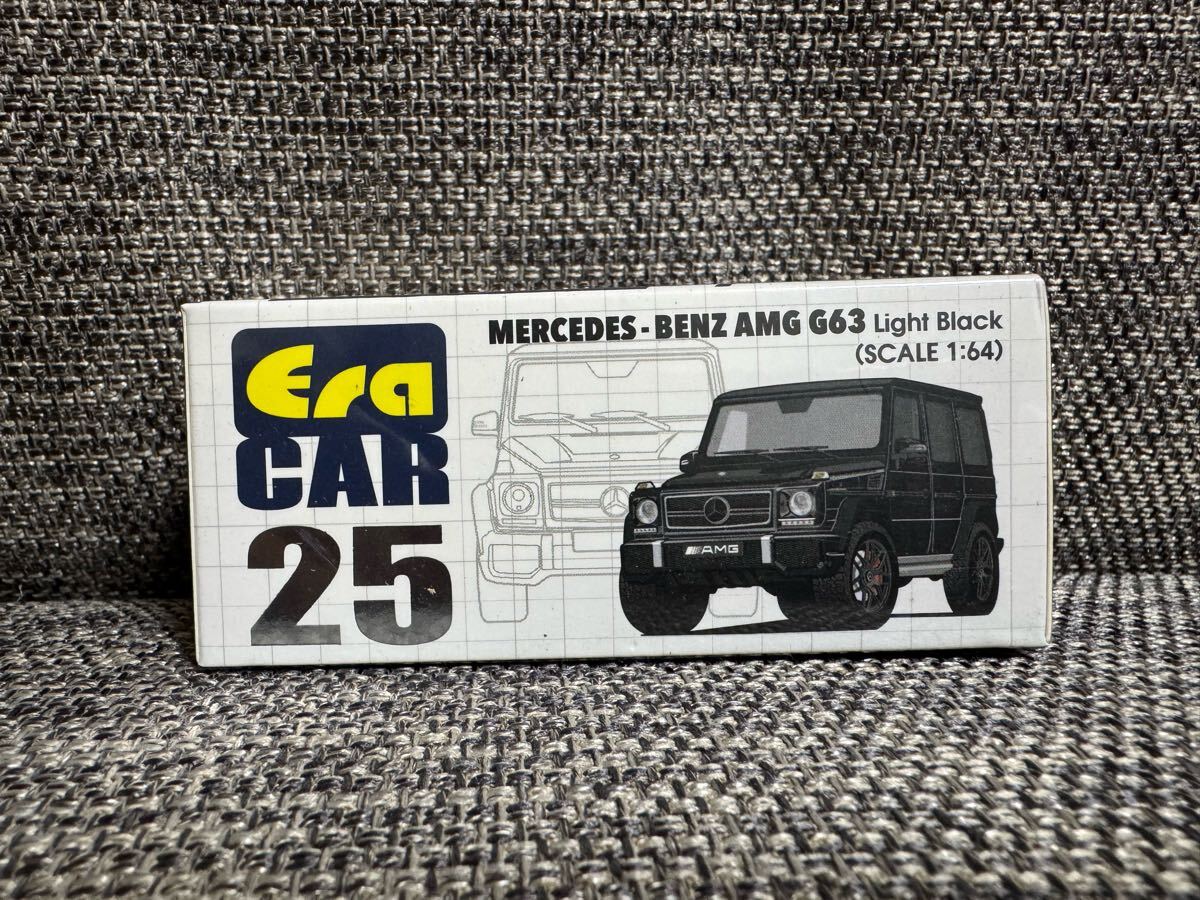 Era
CAR
25
MERCEDES-BENZ AMG G63 Light Black
(SCALE 1:64)
AMG